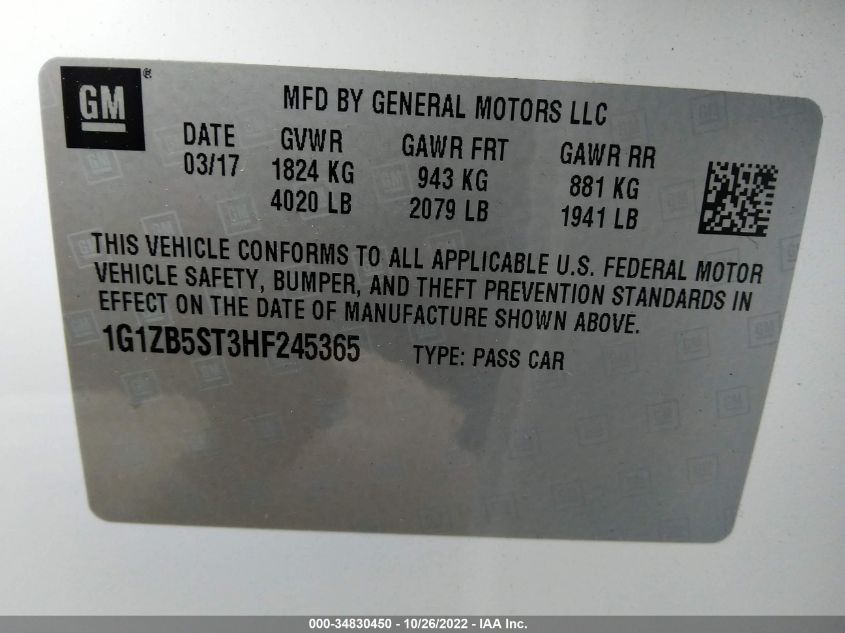 GM®
MFD BY GENERAL MOTORS LLC
DATE GVWR GAWR FRT GAWR RR
03/17 1824 KG 943 KG 881 KG
4020 LB 2079 LB 1941 LB
THIS VEHICLE CONFORMS TO ALL APPLICABLE U.S. FEDERAL MOTOR
VEHICLE SAFETY, BUMPER, AND THEFT PREVENTION STANDARDS IN
EFFECT ON THE DATE OF MANUFACTURE SHOWN ABOVE.
1G1ZB5ST3HF245365 TYPE: PASS CAR
000-34830450 - 10/26/2022 - IAA Inc.